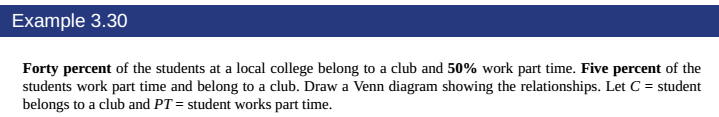 Example 3.30
Forty percent of the students at a local college belong to a club and 50% work part time. Five percent of the
students work part time and belong to a club. Draw a Venn diagram showing the relationships. Let C = student
belongs to a club and PT = student works part time.